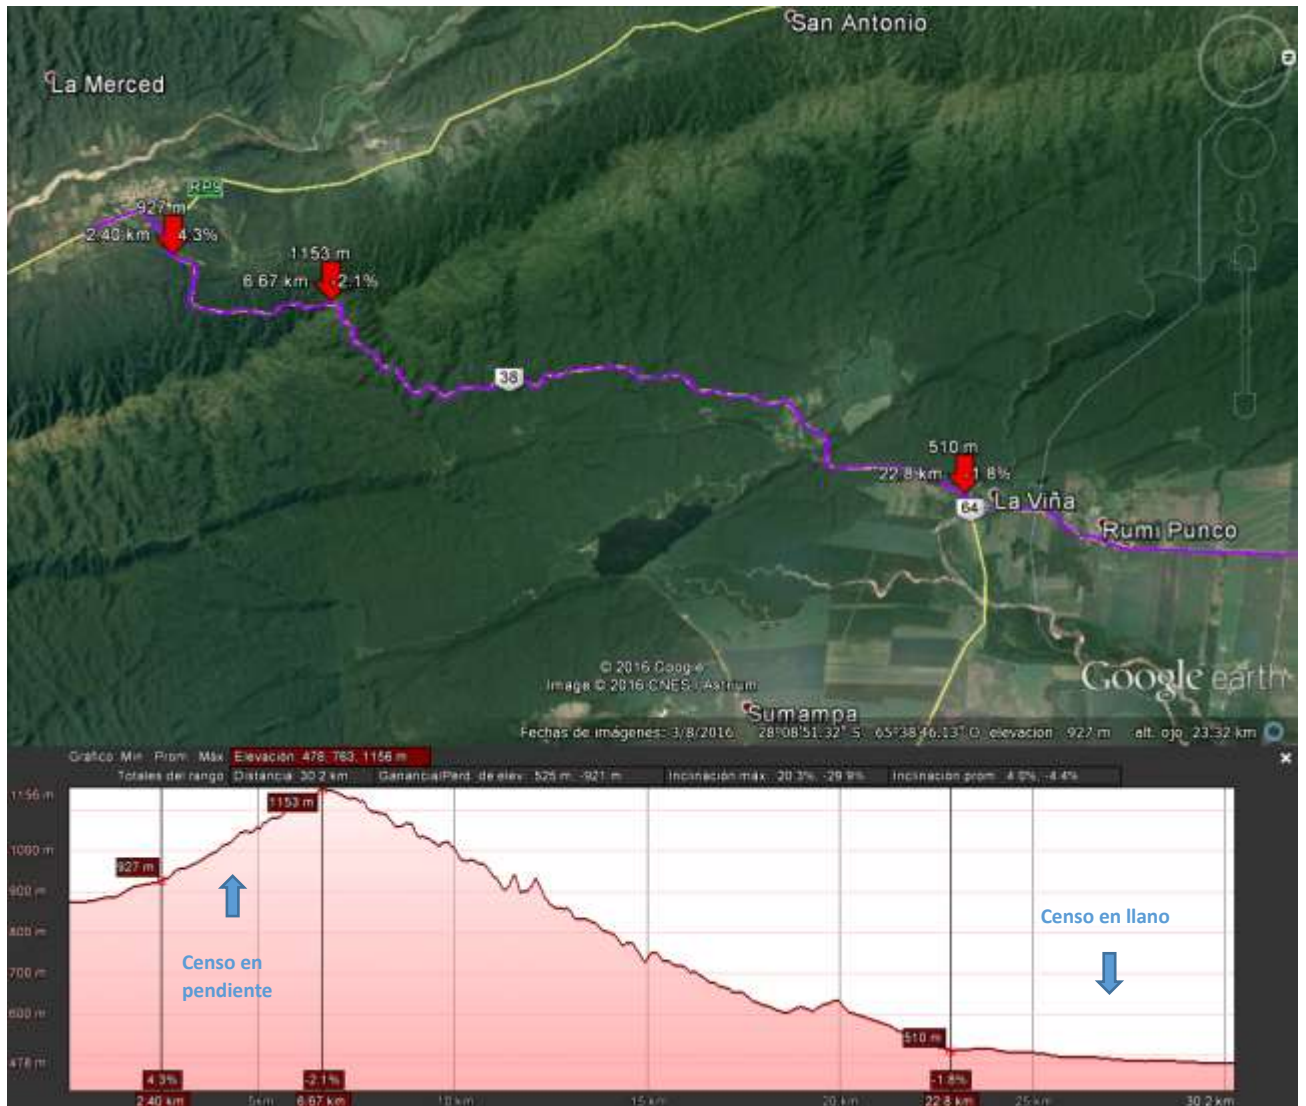 San Antonio
La Merced
RP9
927 m
2.40 km 4.3%
1153 m
6.67 km -2.1%
38
510 m
22.8 km -1.8%
La Viña
64
Rumi Punco
© 2016 Google
Image © 2016 CNES / Astrium
Google earth
Sumampa
Fechas de imágenes: 3/8/2016 28°08'51.32" S 65°38'46.13" O elevación 927 m alt. ojo 23.32 km
Gráfico Mín Prom. Máx Elevación 478, 763, 1156 m
Totales del rango Distancia 30.2 km Ganancia/Perd. de elev. 525 m -921 m Inclinación máx 20.3%, -29.9% Inclinación prom. 4.0%, -4.4%
1156 m
1153 m
1000 m
927 m
900 m
Censo en llano
800 m
Censo en
pendiente
700 m
600 m
510 m
478 m
4.3% -2.1% -1.8%
2.40 km 5km 6.67 km 10 km 15 km 20 km 22.8 km 25 km 30.2 km